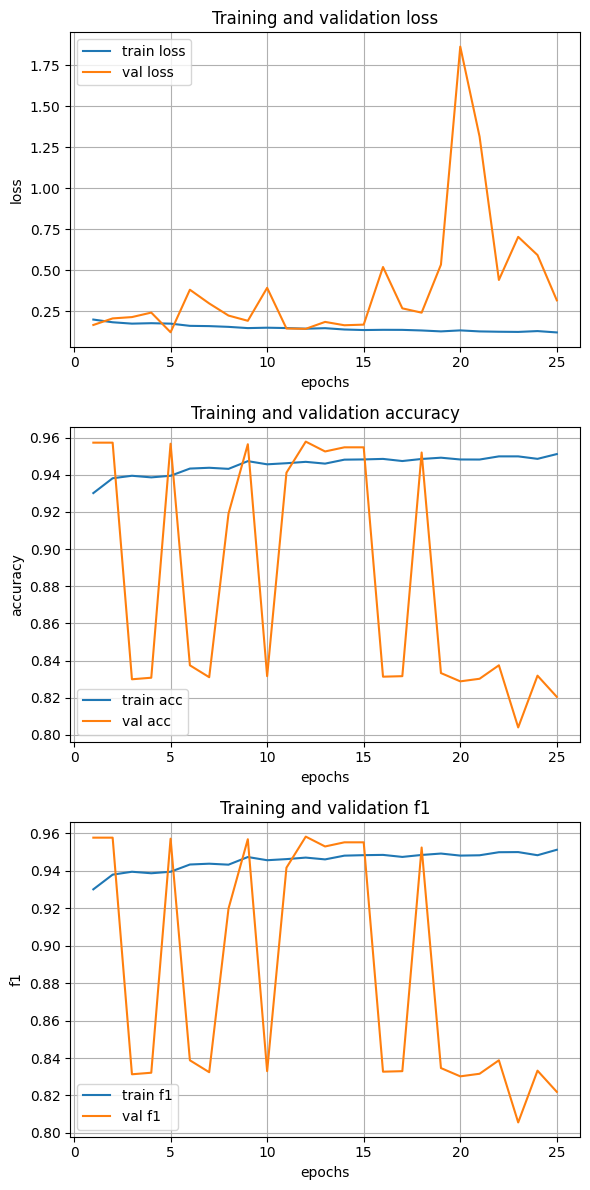 Training and validation loss
train loss
val loss
1.75
1.50
1.25
1.00
0.75
0.50
0.25
loss
0 5 10 15 20 25
epochs
Training and validation accuracy
0.96
0.94
0.92
0.90
0.88
0.86
0.84
0.82
0.80
accuracy
train acc
val acc
0 5 10 15 20 25
epochs
Training and validation f1
0.96
0.94
0.92
0.90
0.88
0.86
0.84
0.82
0.80
f1
train f1
val f1
0 5 10 15 20 25
epochs